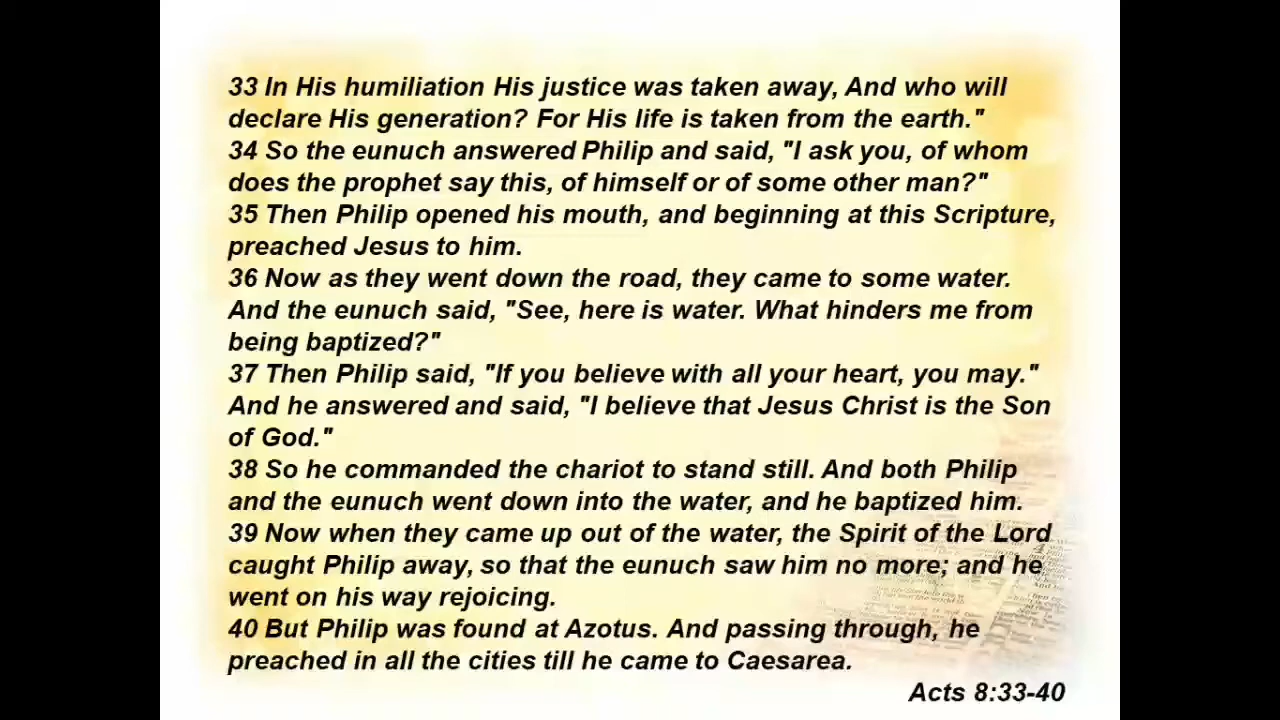 33 In His humiliation His justice was taken away, And who will
declare His generation? For His life is taken from the earth."
34 So the eunuch answered Philip and said, "I ask you, of whom
does the prophet say this, of himself or of some other man?"
35 Then Philip opened his mouth, and beginning at this Scripture,
preached Jesus to him.
36 Now as they went down the road, they came to some water.
And the eunuch said, "See, here is water. What hinders me from
being baptized?"
37 Then Philip said, "If you believe with all your heart, you may."
And he answered and said, "I believe that Jesus Christ is the Son
of God."
38 So he commanded the chariot to stand still. And both Philip
and the eunuch went down into the water, and he baptized him.
39 Now when they came up out of the water, the Spirit of the Lord
caught Philip away, so that the eunuch saw him no more; and he
went on his way rejoicing.
40 But Philip was found at Azotus. And passing through, he
preached in all the cities till he came to Caesarea.
Acts 8:33-40